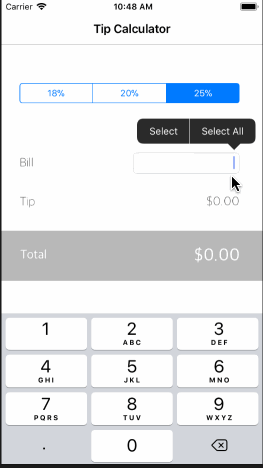 Carrier 10:48 AM
Tip Calculator
18% 20% 25%
Select Select All
Bill
Tip $0.00
Total $0.00
1 2 3
ABC DEF
4 5 6
GHI JKL MNO
7 8 9
PQRS TUV WXYZ
. 0